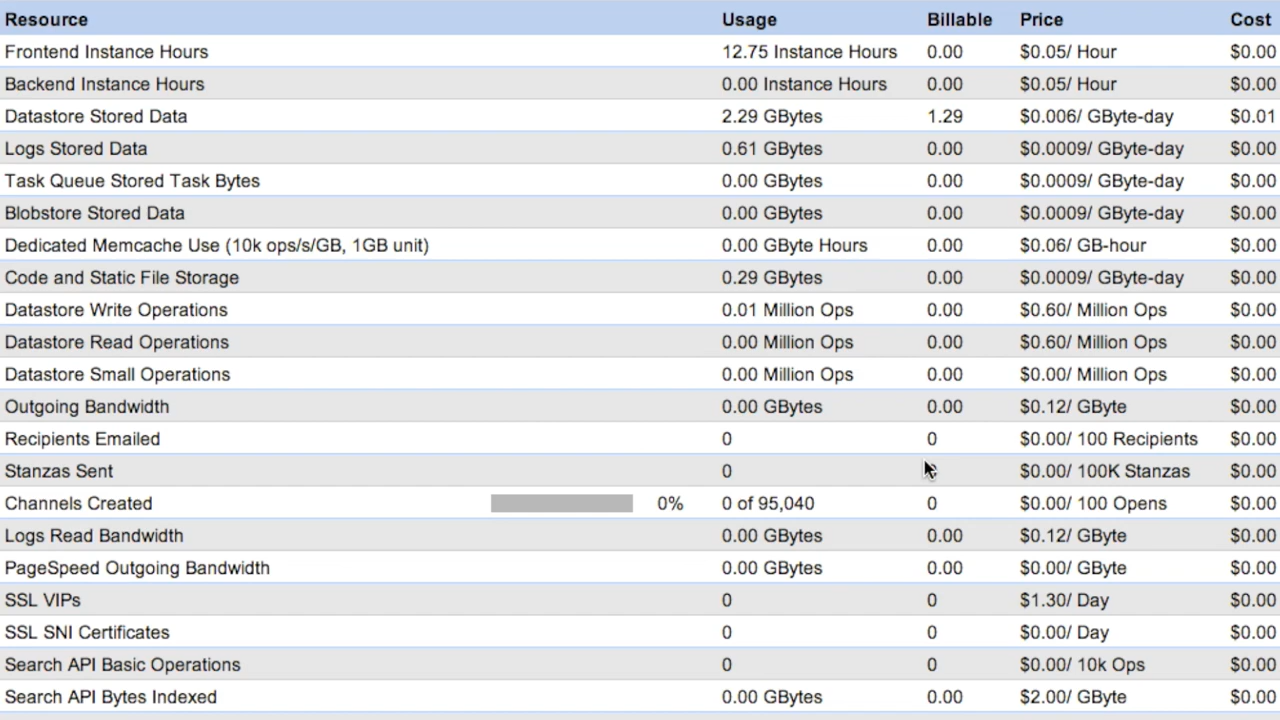 Resource Usage Billable Price Cost
Frontend Instance Hours 12.75 Instance Hours 0.00 $0.05/ Hour $0.00
Backend Instance Hours 0.00 Instance Hours 0.00 $0.05/ Hour $0.00
Datastore Stored Data 2.29 GBytes 1.29 $0.006/ GByte-day $0.01
Logs Stored Data 0.61 GBytes 0.00 $0.0009/ GByte-day $0.00
Task Queue Stored Task Bytes 0.00 GBytes 0.00 $0.0009/ GByte-day $0.00
Blobstore Stored Data 0.00 GBytes 0.00 $0.0009/ GByte-day $0.00
Dedicated Memcache Use (10k ops/s/GB, 1GB unit) 0.00 GByte Hours 0.00 $0.06/ GB-hour $0.00
Code and Static File Storage 0.29 GBytes 0.00 $0.0009/ GByte-day $0.00
Datastore Write Operations 0.01 Million Ops 0.00 $0.60/ Million Ops $0.00
Datastore Read Operations 0.00 Million Ops 0.00 $0.60/ Million Ops $0.00
Datastore Small Operations 0.00 Million Ops 0.00 $0.00/ Million Ops $0.00
Outgoing Bandwidth 0.00 GBytes 0.00 $0.12/ GByte $0.00
Recipients Emailed 0 0 $0.00/ 100 Recipients $0.00
Stanzas Sent 0 $0.00/ 100K Stanzas $0.00
Channels Created 0% 0 of 95,040 0 $0.00/ 100 Opens $0.00
Logs Read Bandwidth 0.00 GBytes 0.00 $0.12/ GByte $0.00
PageSpeed Outgoing Bandwidth 0.00 GBytes 0.00 $0.00/ GByte $0.00
SSL VIPs 0 0 $1.30/ Day $0.00
SSL SNI Certificates 0 0 $0.00/ Day $0.00
Search API Basic Operations 0 0 $0.00/ 10k Ops $0.00
Search API Bytes Indexed 0.00 GBytes 0.00 $2.00/ GByte $0.00